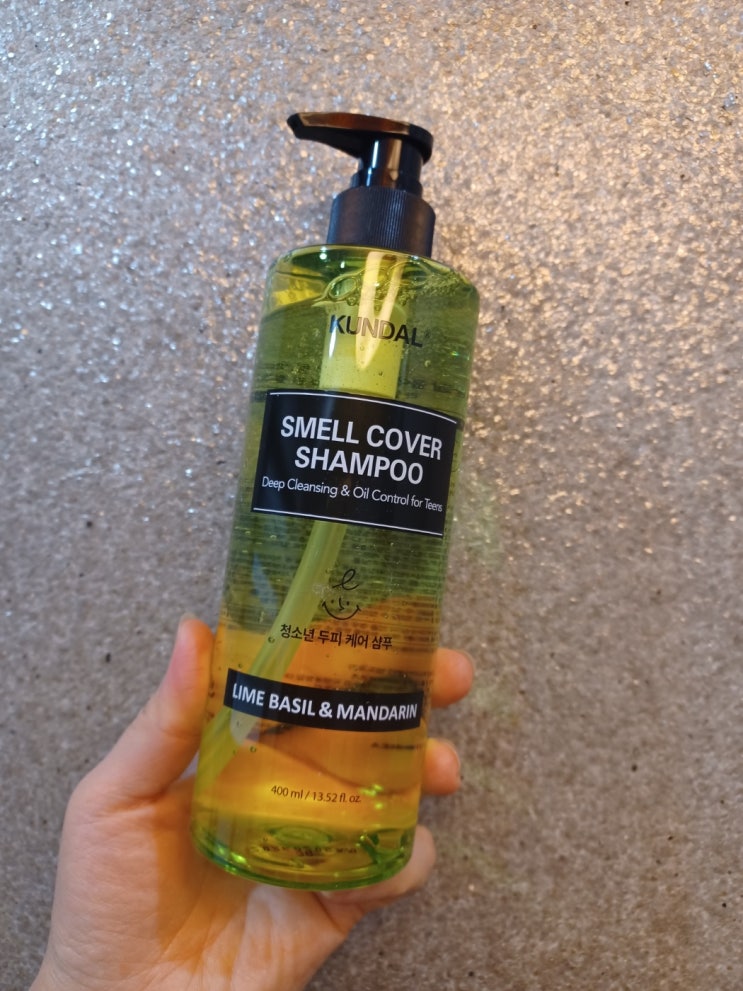 KUNDAL
SMELL COVER
SHAMPOO
Deep Cleansing & Oil Control for Teens
청소년 두피 케어 샴푸
LIME BASIL & MANDARIN
400 ml / 13.52 fl. oz.